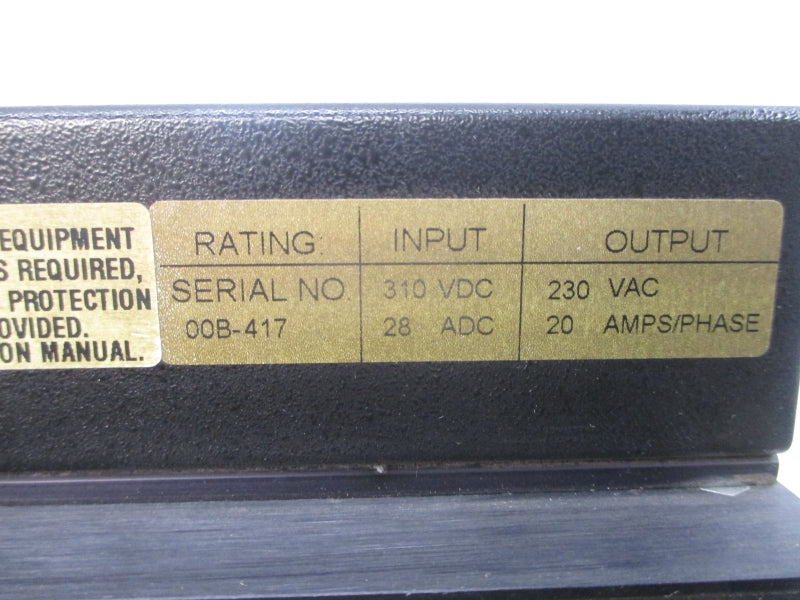 EQUIPMENT
S REQUIRED,
PROTECTION
OVIDED.
ON MANUAL.
RATING: INPUT OUTPUT
SERIAL NO. 310 VDC 230 VAC
00B-417 28 ADC 20 AMPS/PHASE